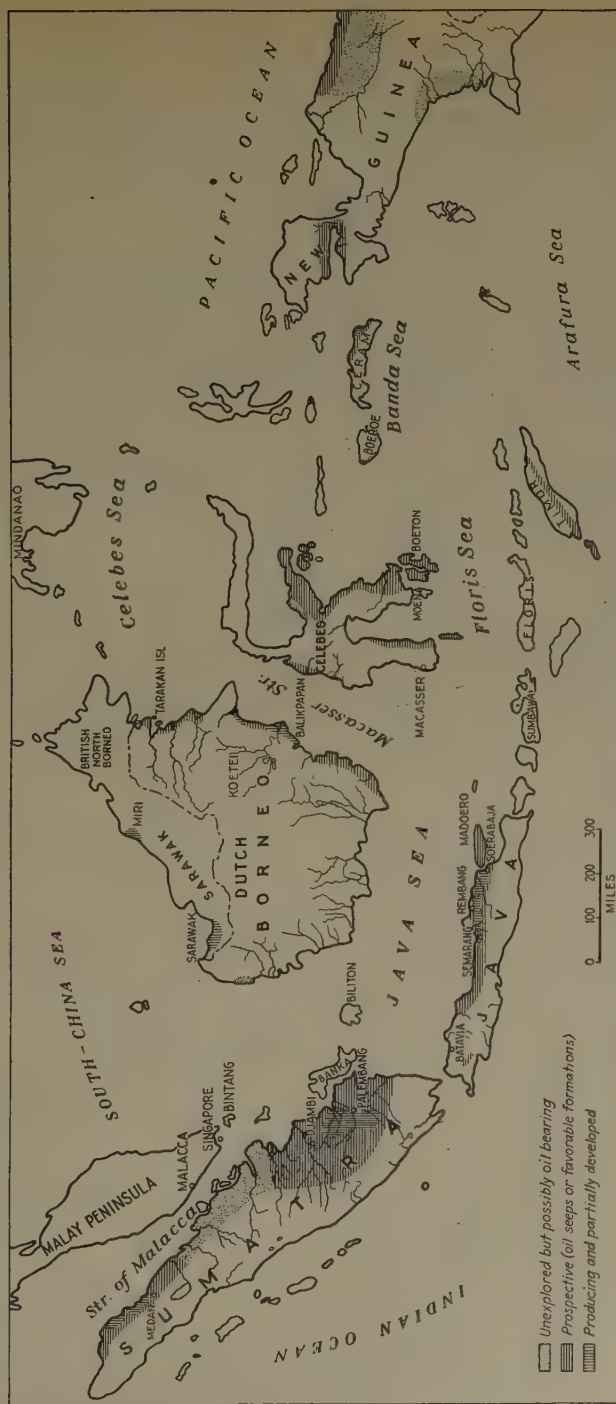 PACIFIC OCEAN
NEW GUINEA
Arafura Sea
CERAM
BOEROE
Banda Sea
MINDANAO
Celebes Sea
BOETON
MOENA
CELEBES
Floris Sea
FLORIS
SUMBAWA
MACASSER
Macasser Str.
TARAKAN ISL
BRITISH
NORTH
BORNEO
BALIKPAPAN
KOETEII
MIRI
SARAWAK
DUTCH
BORNEO
SARAWAK
JAVA SEA
MADOERO
SOERABAJA
REMBANG
SEMARANG
JAVA
BATAVIA
SOUTH-CHINA SEA
BILITON
BANKA
PALEMBANG
DJAMBI
BINTANG
SINGAPORE
MALACCA
MALAY PENINSULA
Str. of Malacca
SUMATRA
MEDAN
INDIAN OCEAN
0 100 200 300
MILES
Unexplored but possibly oil bearing
Prospective (oil seeps or favorable formations)
Producing and partially developed